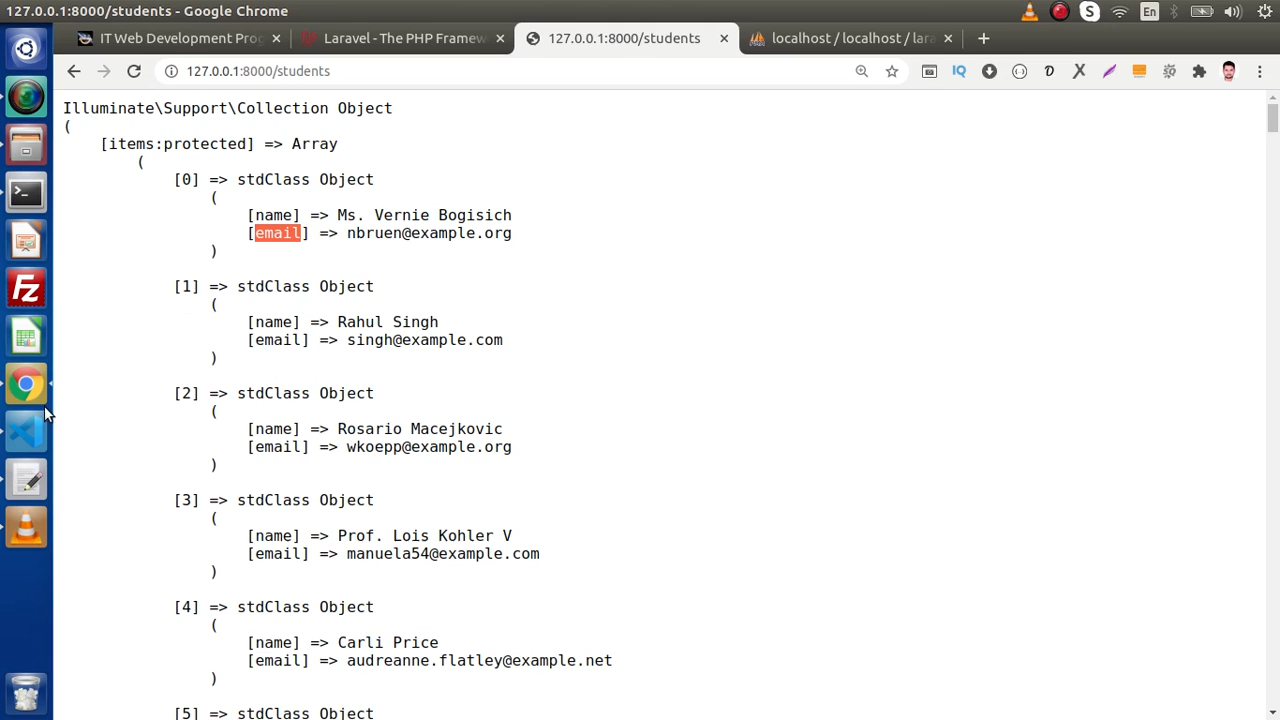 127.0.0.1:8000/students - Google Chrome
En
IT Web Development Pro
Laravel - The PHP Framew
127.0.0.1:8000/students
localhost / localhost / lara
127.0.0.1:8000/students
Illuminate\Support\Collection Object
(
[items:protected] => Array
(
[0] => stdClass Object
(
[name] => Ms. Vernie Bogisich
[email] => nbruen@example.org
)
[1] => stdClass Object
(
[name] => Rahul Singh
[email] => singh@example.com
)
[2] => stdClass Object
(
[name] => Rosario Macejkovic
[email] => wkoepp@example.org
)
[3] => stdClass Object
(
[name] => Prof. Lois Kohler V
[email] => manuela54@example.com
)
[4] => stdClass Object
(
[name] => Carli Price
[email] => audreanne.flatley@example.net
)
[5] => stdClass Object